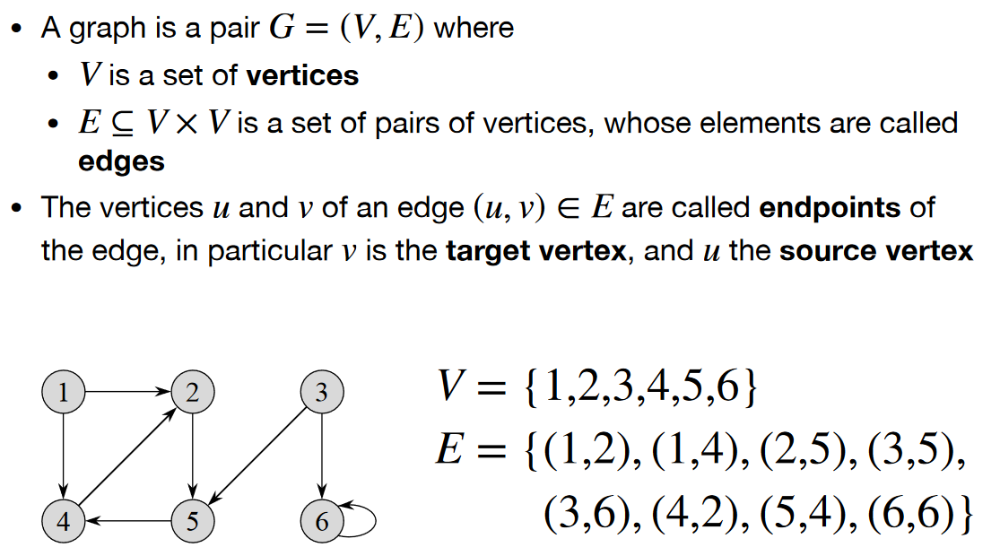 • A graph is a pair G = (V, E) where
• V is a set of vertices
• E ⊆ V × V is a set of pairs of vertices, whose elements are called
edges
• The vertices u and v of an edge (u, v) ∈ E are called endpoints of
the edge, in particular v is the target vertex, and u the source vertex
1 2 3
4 5 6
V = {1,2,3,4,5,6}
E = {(1,2), (1,4), (2,5), (3,5),
(3,6), (4,2), (5,4), (6,6)}